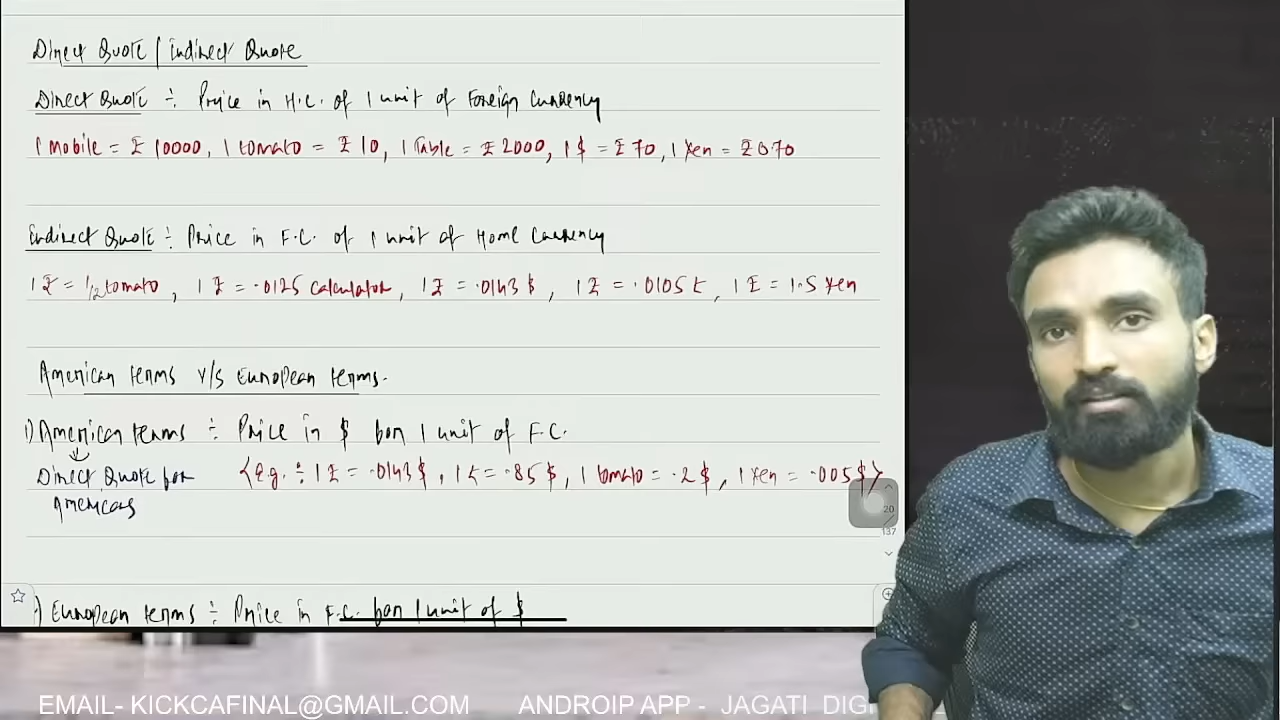 Direct Quote / Indirect Quote
Direct Quote ÷ Price in H.C. of 1 unit of Foreign Currency
1 Mobile = ₹ 10000, 1 tomato = ₹ 10, 1 Table = ₹ 2000, 1 $ = ₹ 70, 1 Yen = ₹ 0.70
Indirect Quote ÷ Price in F.C. of 1 unit of Home Currency
1 ₹ = 1/2 tomato, 1 ₹ = .0125 calculator, 1 ₹ = .0143 $, 1 ₹ = .0105 £, 1 ₹ = 1.5 Yen
American terms v/s European terms.
1) American terms ÷ Price in $ for 1 unit of F.C.
Direct Quote for <e.g. ÷ 1 ₹ = .0143 $, 1 £ = .85 $, 1 tomato = .2 $, 1 Yen = .005 $>
Americans
20
137
) European terms ÷ Price in F.C. for 1 unit of $
EMAIL- KICKCAFINAL@GMAIL.COM ANDROIP APP - JAGATI DIGI